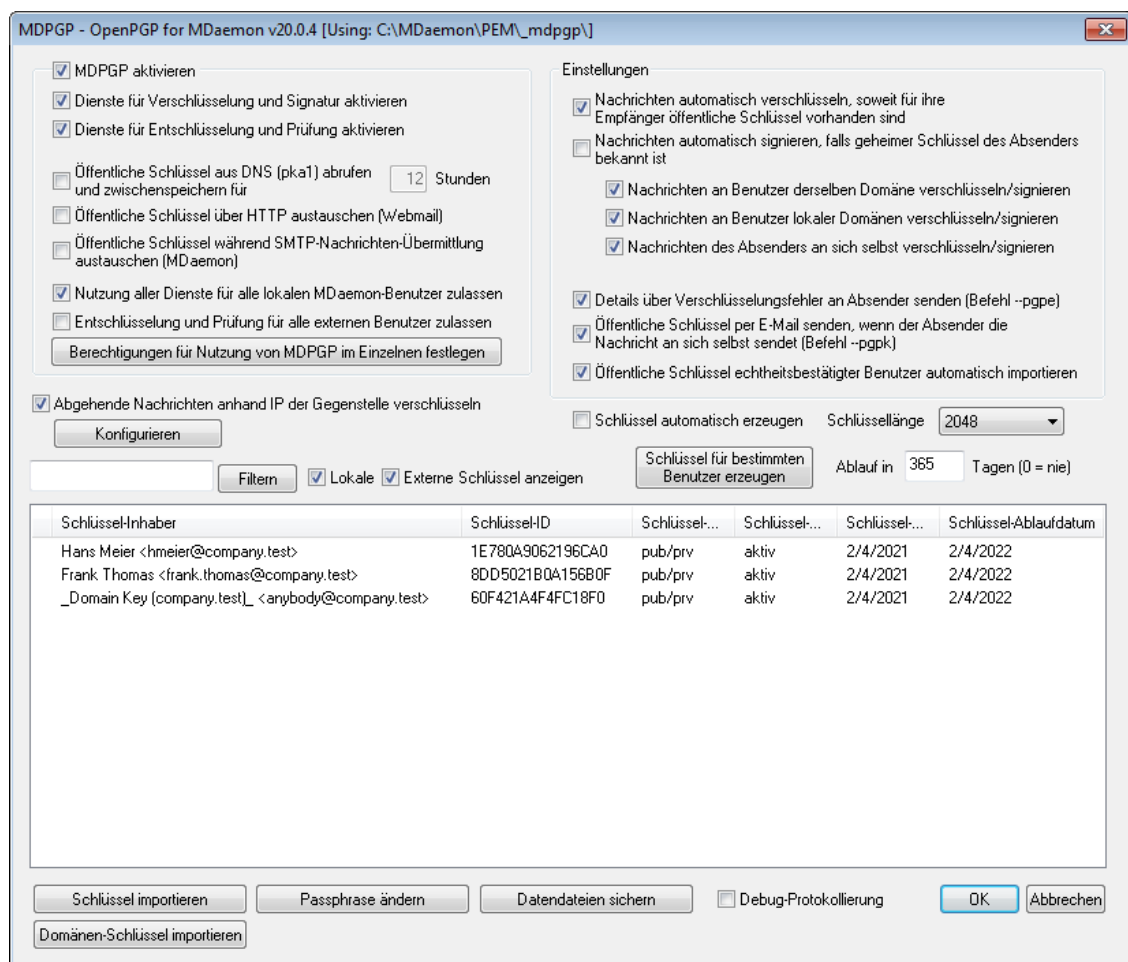 MDPGP - OpenPGP for MDaemon v20.0.4 [Using: C:\MDaemon\PEM\_mdpgp\]
MDPGP aktivieren
Dienste für Verschlüsselung und Signatur aktivieren
Dienste für Entschlüsselung und Prüfung aktivieren
Öffentliche Schlüssel aus DNS (pka1) abrufen
und zwischenspeichern für
12 Stunden
Öffentliche Schlüssel über HTTP austauschen (Webmail)
Öffentliche Schlüssel während SMTP-Nachrichten-Übermittlung
austauschen (MDaemon)
Nutzung aller Dienste für alle lokalen MDaemon-Benutzer zulassen
Entschlüsselung und Prüfung für alle externen Benutzer zulassen
Berechtigungen für Nutzung von MDPGP im Einzelnen festlegen
Einstellungen
Nachrichten automatisch verschlüseln, soweit für ihre
Empfänger öffentliche Schlüssel vorhanden sind
Nachrichten automatisch signieren, falls geheimer Schlüssel des Absenders
bekannt ist
Nachrichten an Benutzer derselben Domäne verschlüsseln/signieren
Nachrichten an Benutzer lokaler Domänen verschlüsseln/signieren
Nachrichten des Absenders an sich selbst verschlüsseln/signieren
Details über Verschlüsselungsfehler an Absender senden (Befehl --pgpe)
Öffentliche Schlüssel per E-Mail senden, wenn der Absender die
Nachricht an sich selbst sendet (Befehl --pgpk)
Öffentliche Schlüssel echtheitsbestätigter Benutzer automatisch importieren
Abgehende Nachrichten anhand IP der Gegenstelle verschlüsseln
Konfigurieren
Schlüssel automatisch erzeugen Schlüssellänge 2048
Filtern Lokale Externe Schlüssel anzeigen
Schlüssel für bestimmten
Benutzer erzeugen
Ablauf in 365 Tagen (0 = nie)
Schlüssel-Inhaber Schlüssel-ID Schlüssel-... Schlüssel-... Schlüssel-... Schlüssel-Ablaufdatum
Hans Meier <hmeier@company.test> 1E780A9062196CA0 pub/prv aktiv 2/4/2021 2/4/2022
Frank Thomas <frank.thomas@company.test> 8DD5021B0A156B0F pub/prv aktiv 2/4/2021 2/4/2022
_Domain Key (company.test)_ <anybody@company.test> 60F421A4F4FC18F0 pub/prv aktiv 2/4/2021 2/4/2022
Schlüssel importieren Passphrase ändern Datendateien sichern Debug-Protokollierung OK Abbrechen
Domänen-Schlüssel importieren